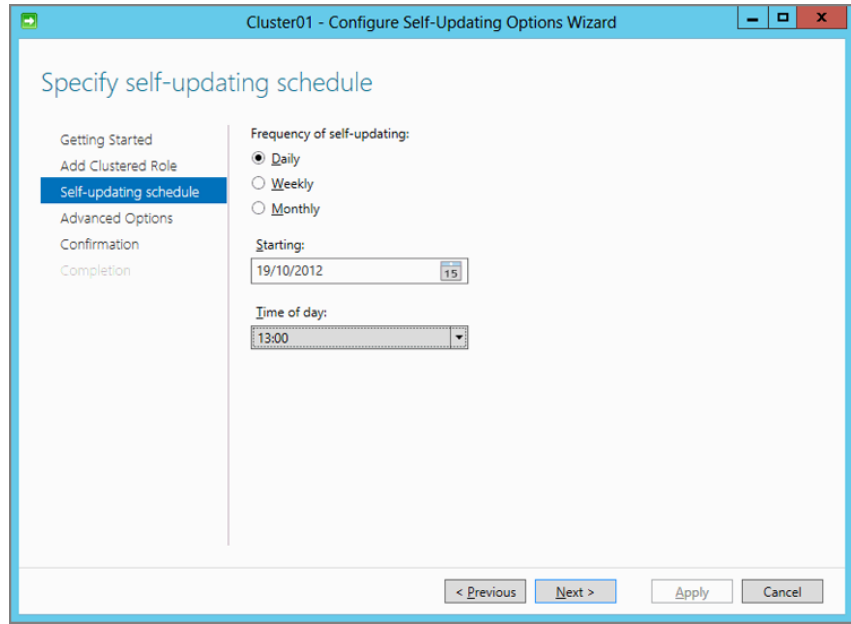 Cluster01 - Configure Self-Updating Options Wizard
Specify self-updating schedule
Getting Started
Add Clustered Role
Self-updating schedule
Advanced Options
Confirmation
Completion
Frequency of self-updating:
Daily
Weekly
Monthly
Starting:
19/10/2012
15
Time of day:
13:00
< Previous
Next >
Apply
Cancel